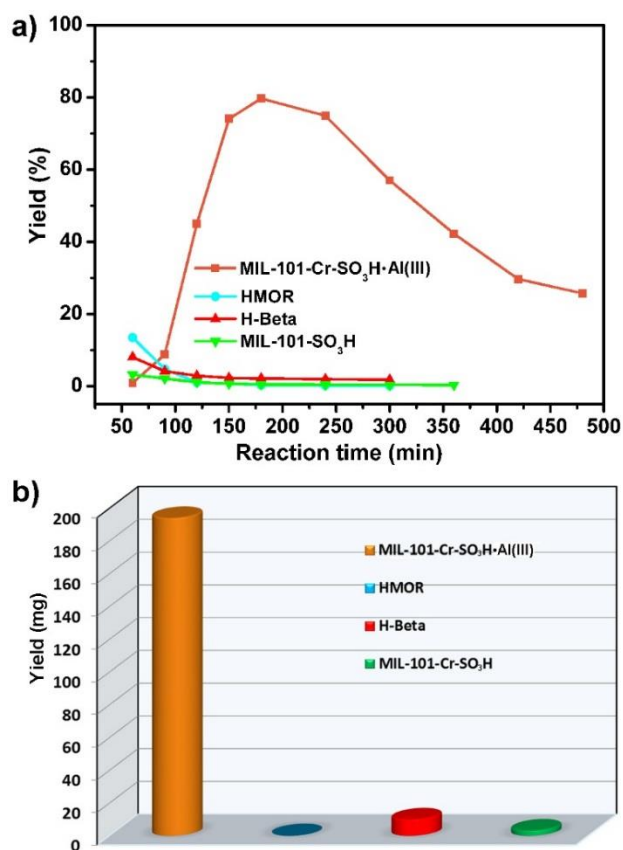 a)
100
80
60
40
20
0
Yield (%)
MIL-101-Cr-SO₃H·Al(III)
HMOR
H-Beta
MIL-101-SO₃H
50 100 150 200 250 300 350 400 450 500
Reaction time (min)
b)
200
180
160
140
120
100
80
60
40
20
0
Yield (mg)
MIL-101-Cr-SO₃H·Al(III)
HMOR
H-Beta
MIL-101-Cr-SO₃H